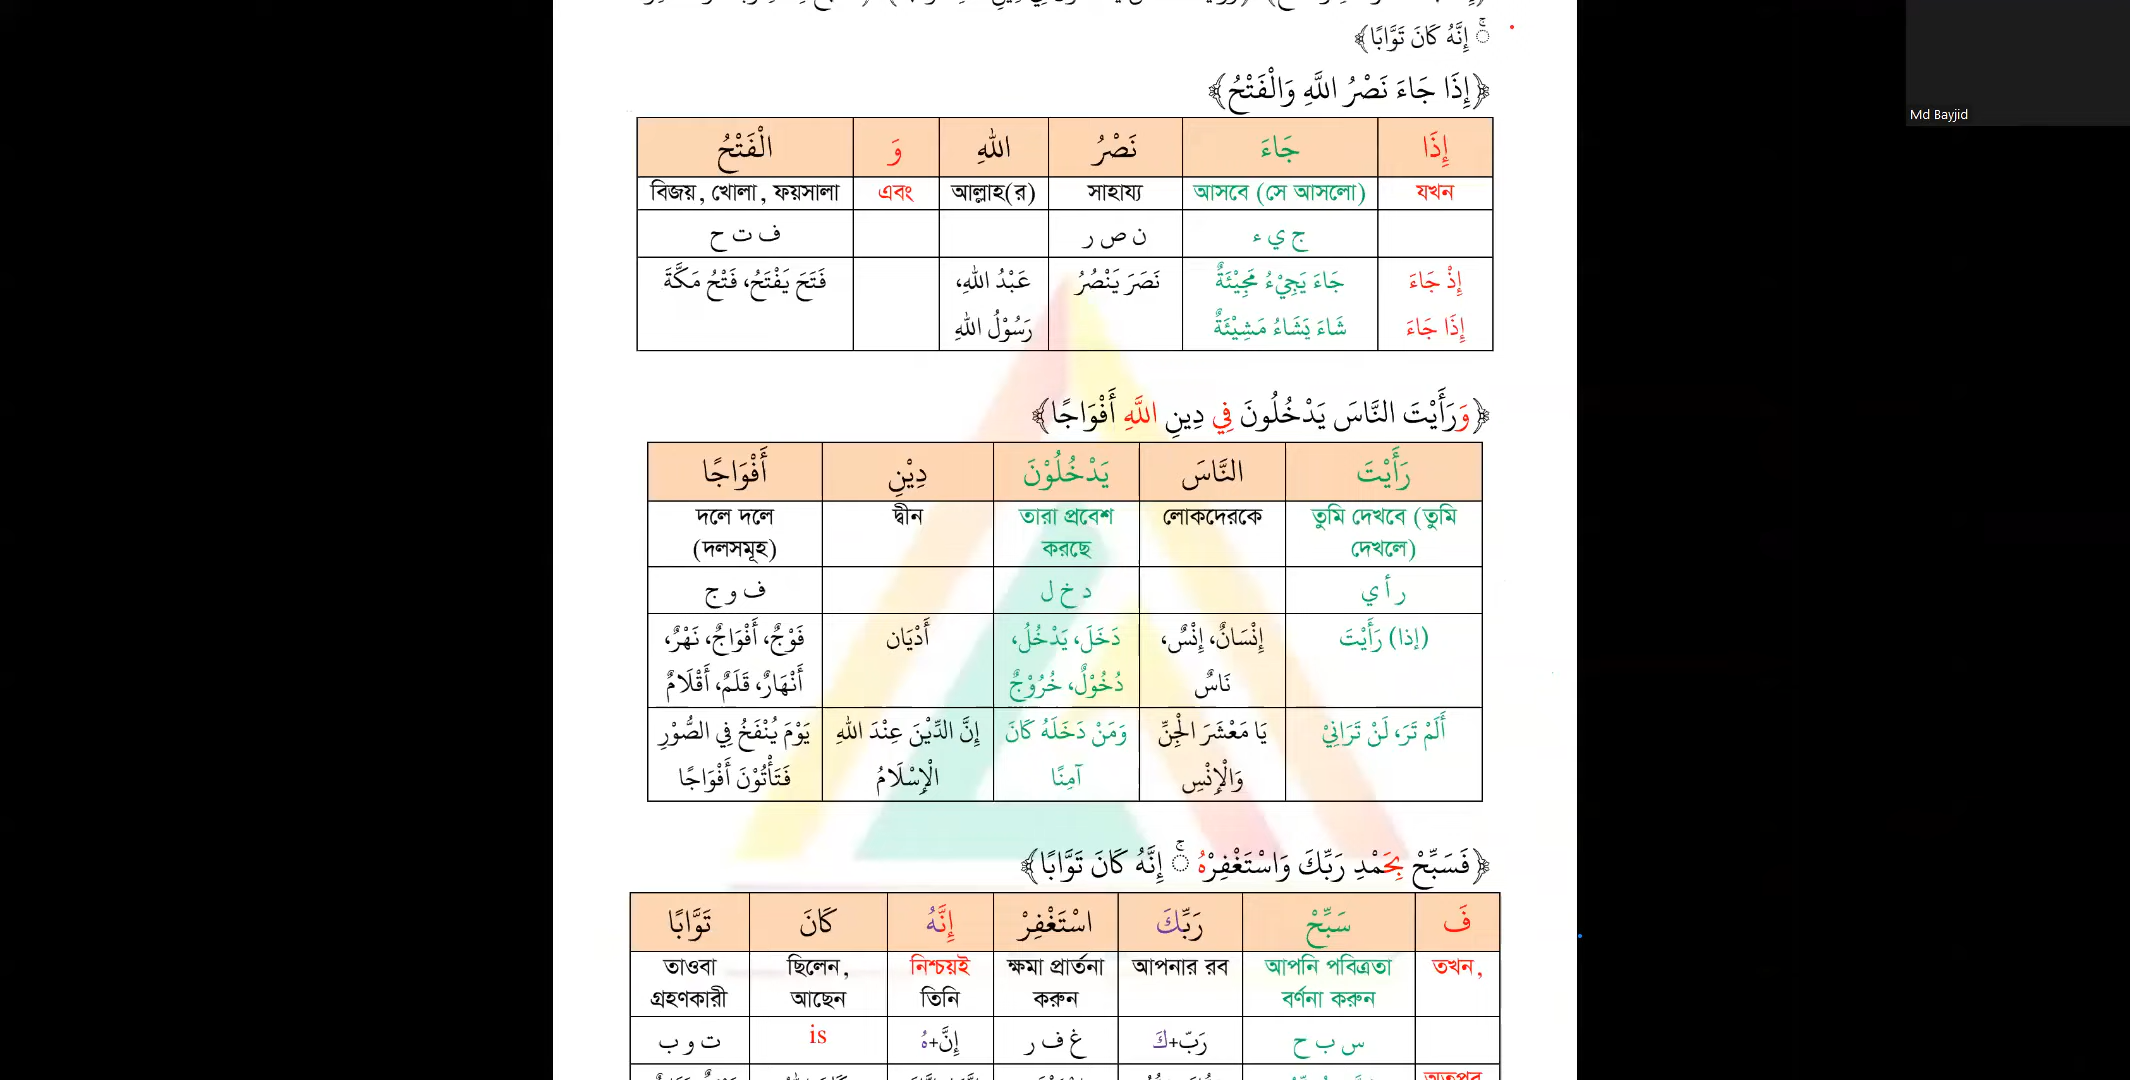 ۚ إِنَّهُ كَانَ تَوَّابًا﴾
Md Bayjid
﴿إِذَا جَاءَ نَصْرُ اللَّهِ وَالْفَتْحُ﴾
إِذَا جَاءَ نَصْرُ اللهِ وَ الْفَتْحُ
যখন আসবে (সে আসলো) সাহায্য আল্লাহ(র) এবং বিজয়, খোলা, ফয়সালা
ج ي ء ن ص ر ف ت ح
إِذْ جَاءَ جَاءَ يَجِيْءُ مَجِيْئَةٌ نَصَرَ يَنْصُرُ عَبْدُ اللهِ، فَتَحَ يَفْتَحُ، فَتْحُ مَكَّةَ
إِذَا جَاءَ شَاءَ يَشَاءُ مَشِيْئَةٌ رَسُوْلُ اللهِ
﴿وَرَأَيْتَ النَّاسَ يَدْخُلُونَ فِي دِينِ اللَّهِ أَفْوَاجًا﴾
رَأَيْتَ النَّاسَ يَدْخُلُوْنَ دِيْنِ أَفْوَاجًا
তুমি দেখবে (তুমি লোকদেরকে তারা প্রবেশ দ্বীন দলে দলে
দেখলে) করছে (দলসমূহ)
ر أ ي د خ ل ف و ج
(إذا) رَأَيْتَ إِنْسَانٌ، إِنْسٌ، دَخَلَ، يَدْخُلُ، أَدْيَان فَوْجٌ، أَفْوَاجٌ، نَهْرٌ،
نَاسٌ دُخُوْلٌ، خُرُوْجٌ أَنْهَارٌ، قَلَمٌ، أَقْلَامٌ
أَلَمْ تَرَ، لَنْ تَرَانِيْ يَا مَعْشَرَ الْجِنِّ وَمَنْ دَخَلَهُ كَانَ إِنَّ الدِّيْنَ عِنْدَ اللهِ يَوْمَ يُنْفَخُ فِي الصُّوْرِ
وَالْإِنْسِ آمِنًا الْإِسْلَامُ فَتَأْتُوْنَ أَفْوَاجًا
﴿فَسَبِّحْ بِحَمْدِ رَبِّكَ وَاسْتَغْفِرْهُ ۚ إِنَّهُ كَانَ تَوَّابًا﴾
فَ سَبِّحْ رَبِّكَ اسْتَغْفِرْ إِنَّهُ كَانَ تَوَّابًا
তখন, আপনি পবিত্রতা আপনার রব ক্ষমা প্রার্তনা নিশ্চয়ই ছিলেন, তাওবা
বর্ণনা করুন করুন তিনি আছেন গ্রহণকারী
س ب ح رَبّ+كَ غ ف ر إِنَّ+هُ is ت و ب